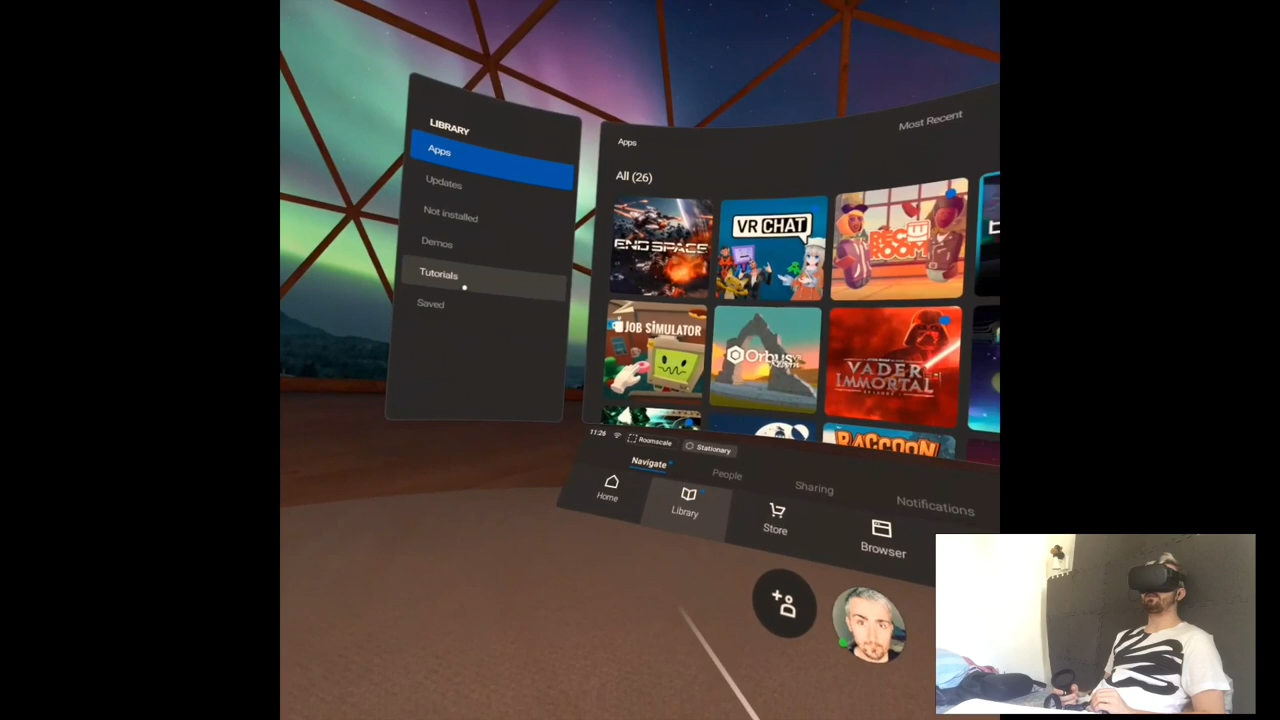 LIBRARY
Apps
Updates
Not installed
Demos
Tutorials
Saved
Apps
Most Recent
All (26)
END SPACE
VR CHAT
REC ROOM
JOB SIMULATOR
Orbus
VADER
IMMORTAL
RACCOON
11:26
Roomscale
Stationary
Navigate
People
Sharing
Notifications
Home
Library
Store
Browser